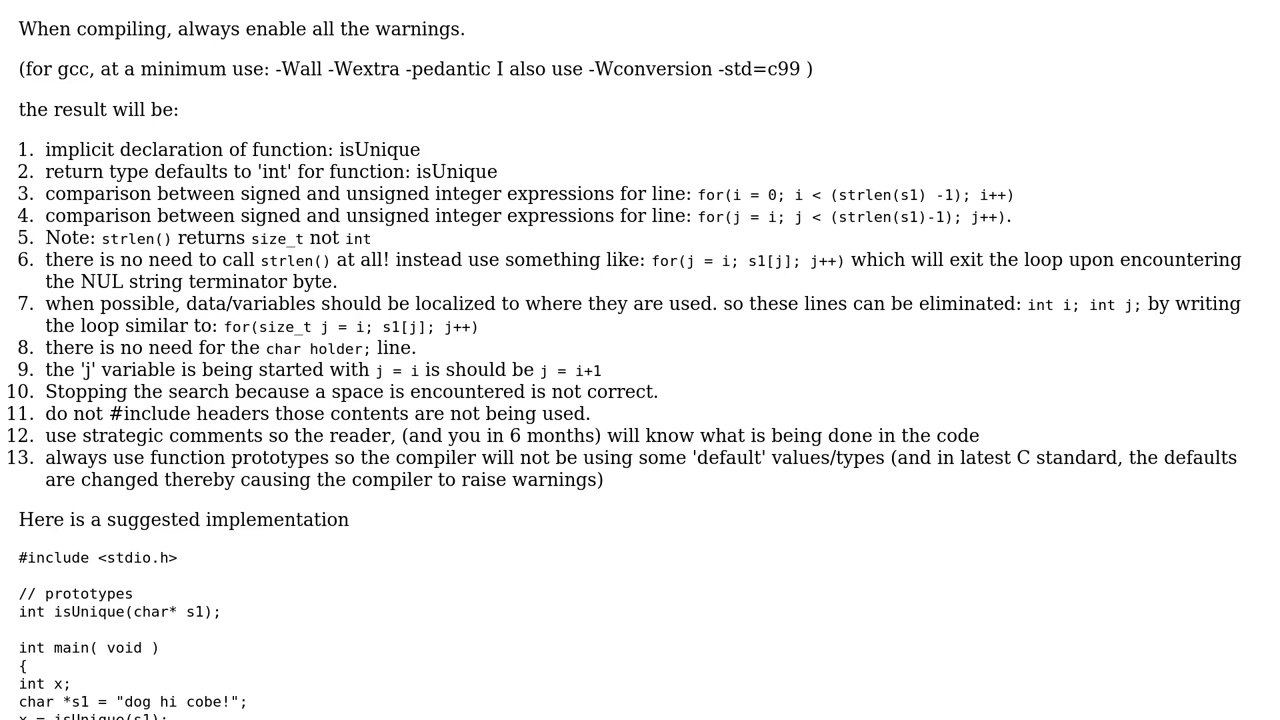 When compiling, always enable all the warnings.
(for gcc, at a minimum use: -Wall -Wextra -pedantic I also use -Wconversion -std=c99 )
the result will be:
1. implicit declaration of function: isUnique
2. return type defaults to 'int' for function: isUnique
3. comparison between signed and unsigned integer expressions for line: for(i = 0; i < (strlen(s1) -1); i++)
4. comparison between signed and unsigned integer expressions for line: for(j = i; j < (strlen(s1)-1); j++).
5. Note: strlen() returns size_t not int
6. there is no need to call strlen() at all! instead use something like: for(j = i; s1[j]; j++) which will exit the loop upon encountering
the NUL string terminator byte.
7. when possible, data/variables should be localized to where they are used. so these lines can be eliminated: int i; int j; by writing
the loop similar to: for(size_t j = i; s1[j]; j++)
8. there is no need for the char holder; line.
9. the 'j' variable is being started with j = i is should be j = i+1
10. Stopping the search because a space is encountered is not correct.
11. do not #include headers those contents are not being used.
12. use strategic comments so the reader, (and you in 6 months) will know what is being done in the code
13. always use function prototypes so the compiler will not be using some 'default' values/types (and in latest C standard, the defaults
are changed thereby causing the compiler to raise warnings)
Here is a suggested implementation
#include <stdio.h>
// prototypes
int isUnique(char* s1);
int main( void )
{
int x;
char *s1 = "dog hi cobe!";
x = isUnique(s1);